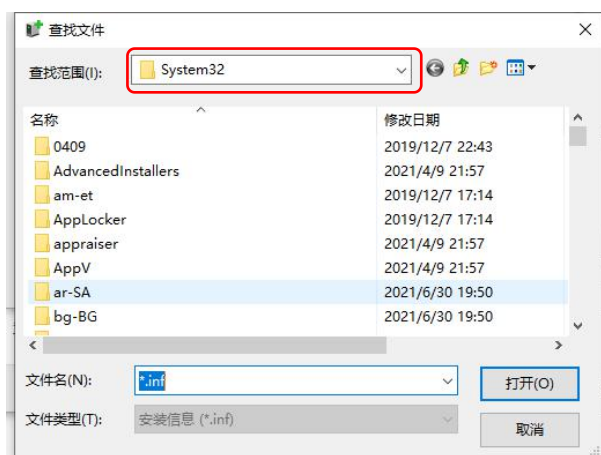 查找文件
查找范围(I):
System32
名称
修改日期
0409
2019/12/7 22:43
AdvancedInstallers
2021/4/9 21:57
am-et
2019/12/7 17:14
AppLocker
2019/12/7 17:14
appraiser
2021/4/9 21:57
AppV
2021/4/9 21:57
ar-SA
2021/6/30 19:50
bg-BG
2021/6/30 19:50
文件名(N):
*.inf
打开(O)
文件类型(T):
安装信息 (*.inf)
取消